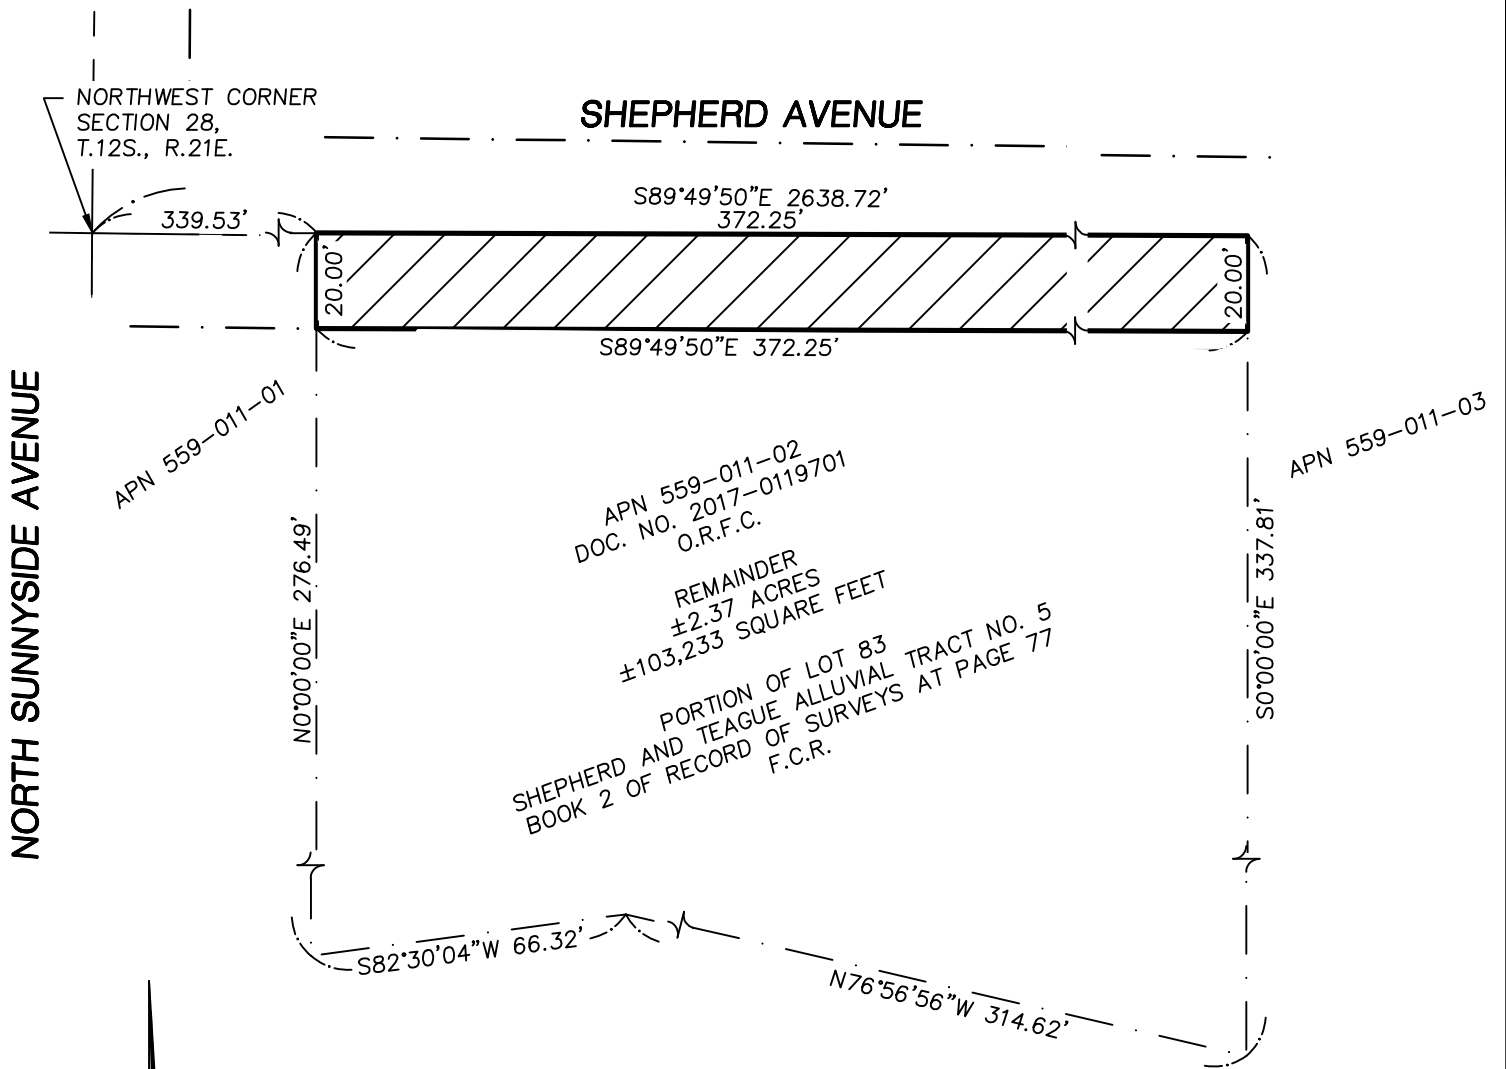 NORTHWEST CORNER
SECTION 28,
T.12S., R.21E.
SHEPHERD AVENUE
S89°49'50"E 2638.72'
339.53'
372.25'
20.00'
20.00'
S89°49'50"E 372.25'
NORTH SUNNYSIDE AVENUE
APN 559-011-01
APN 559-011-03
N0°00'00"E 276.49'
APN 559-011-02
DOC. NO. 2017-0119701
O.R.F.C.
REMAINDER
±2.37 ACRES
±103,233 SQUARE FEET
PORTION OF LOT 83
SHEPHERD AND TEAGUE ALLUVIAL TRACT NO. 5
BOOK 2 OF RECORD OF SURVEYS AT PAGE 77
F.C.R.
S0°00'00"E 337.81'
S82°30'04"W 66.32'
N76°56'56"W 314.62'